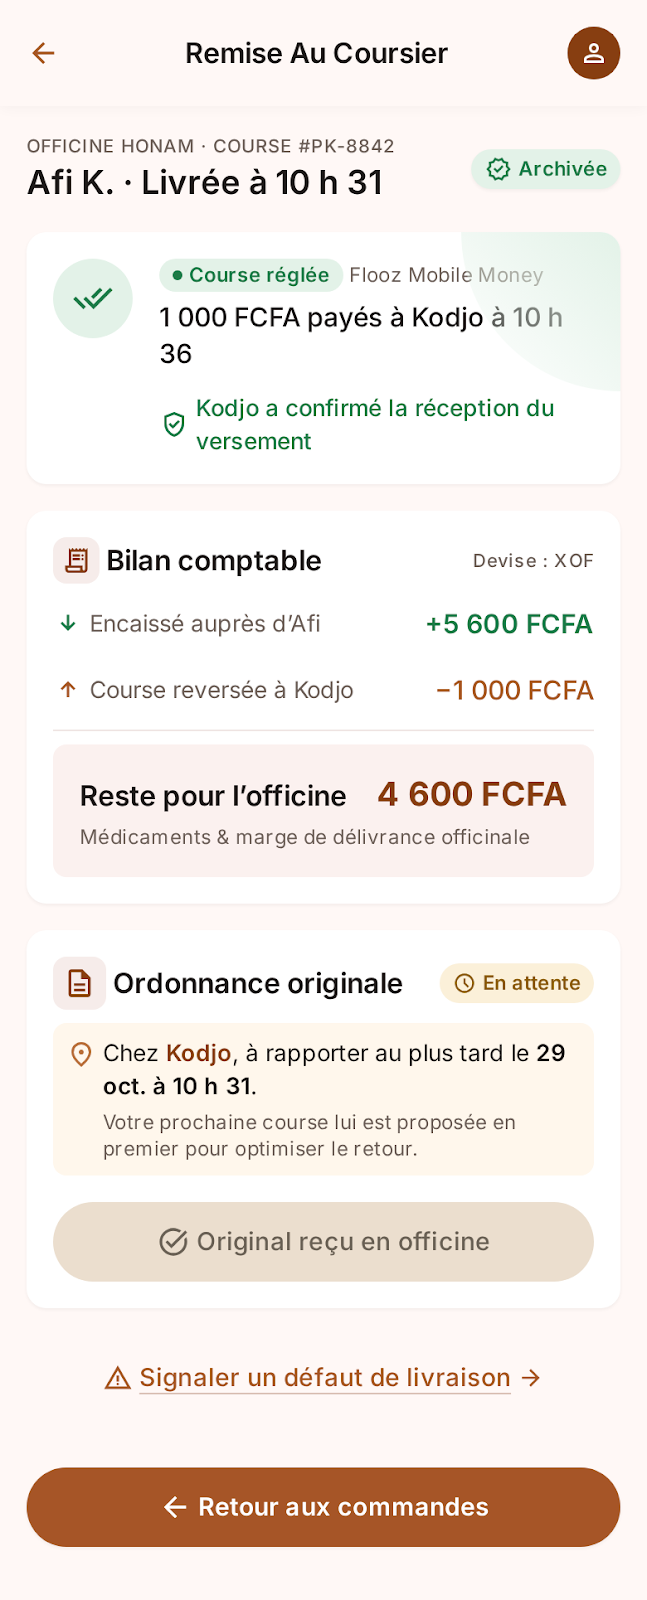 Remise Au Coursier
OFFICINE HONAM · COURSE #PK-8842
Afi K. · Livrée à 10 h 31
Archivée
Course réglée
Flooz Mobile Money
1 000 FCFA payés à Kodjo à 10 h
36
Kodjo a confirmé la réception du
versement
Bilan comptable
Devise : XOF
Encaissé auprès d’Afi
+5 600 FCFA
Course reversée à Kodjo
−1 000 FCFA
Reste pour l’officine
4 600 FCFA
Médicaments & marge de délivrance officinale
Ordonnance originale
En attente
Chez Kodjo, à rapporter au plus tard le 29
oct. à 10 h 31.
Votre prochaine course lui est proposée en
premier pour optimiser le retour.
Original reçu en officine
Signaler un défaut de livraison
Retour aux commandes